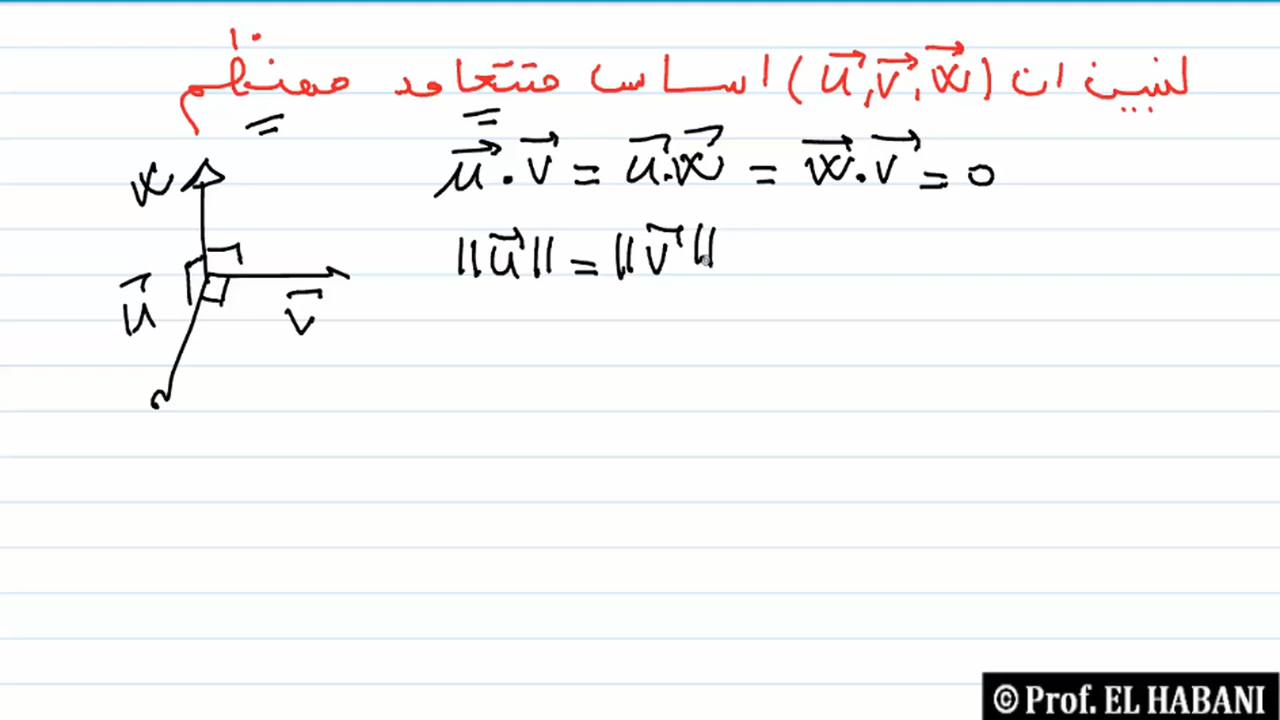 لنبين ان (u⃗,v⃗,w⃗) اساس متعامد ممنظم
u⃗.v⃗ = u⃗.w⃗ = w⃗.v⃗ = 0
||u⃗|| = ||v⃗||
w
u⃗
v⃗
© Prof. EL HABANI